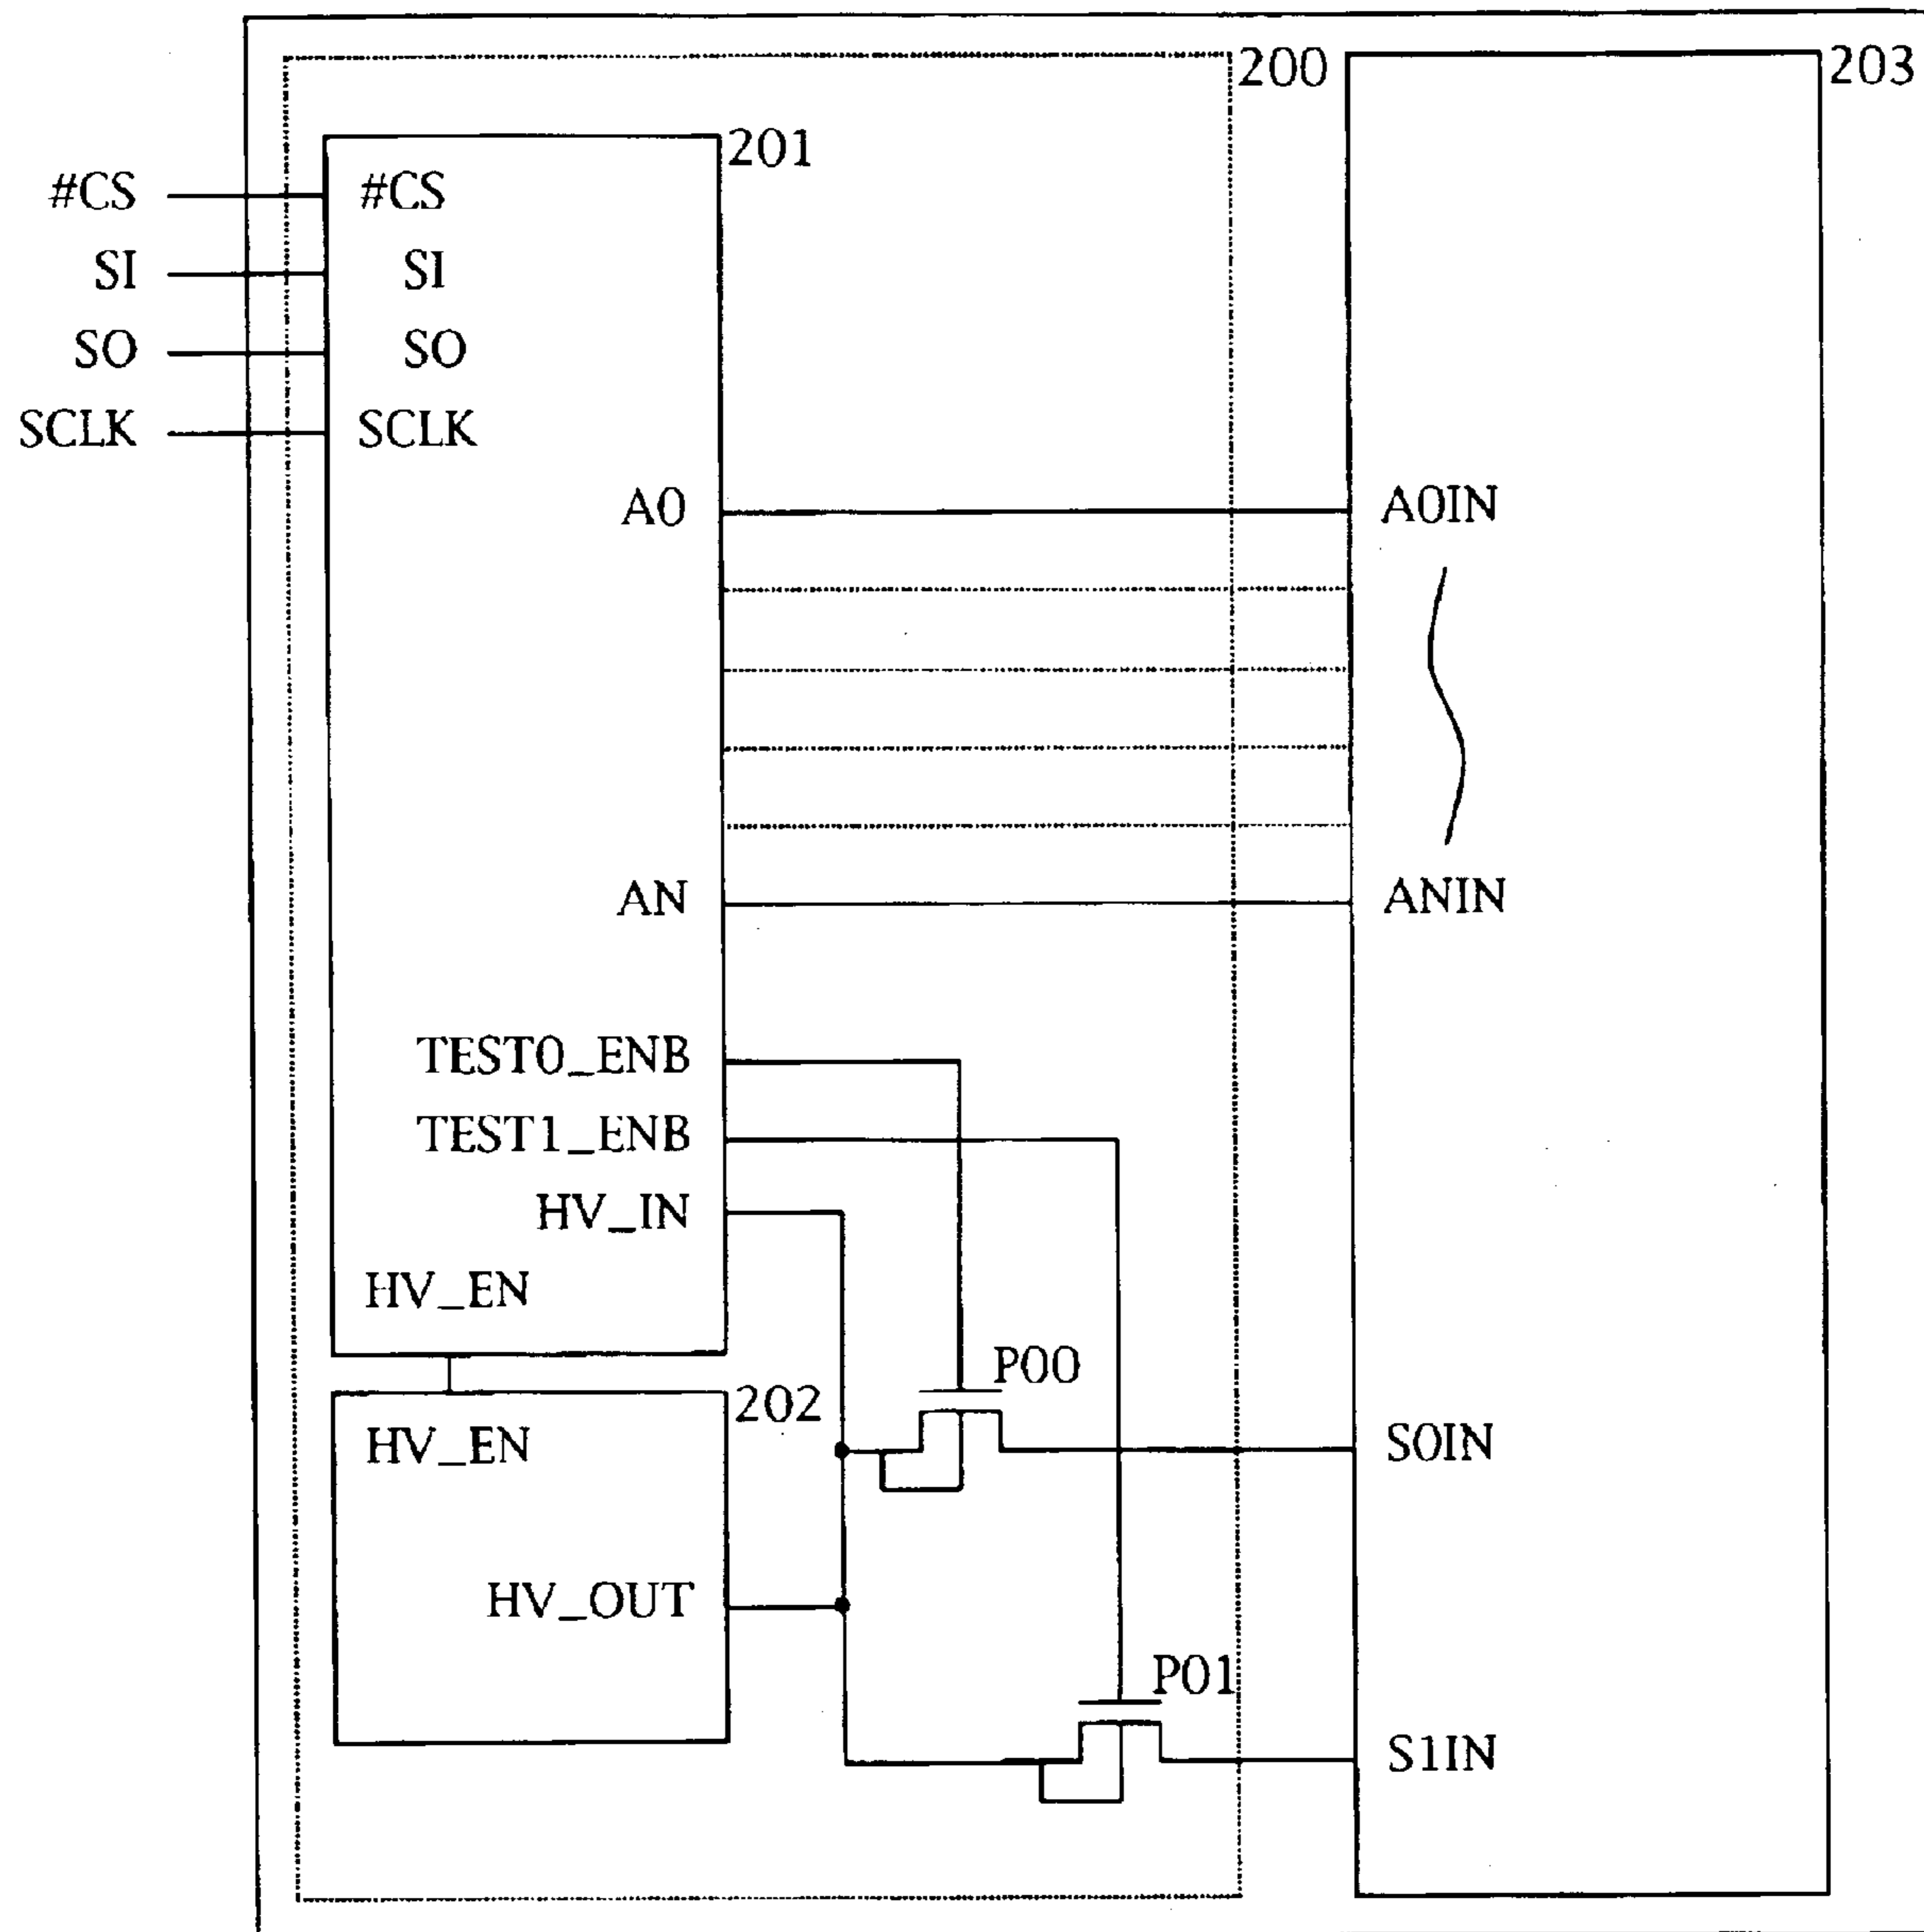 200
203
201
#CS #CS
SI SI
SO SO
SCLK SCLK
A0 A0IN
AN ANIN
TEST0_ENB
TEST1_ENB
HV_IN
HV_EN
P00
202
HV_EN S0IN
HV_OUT
P01
S1IN